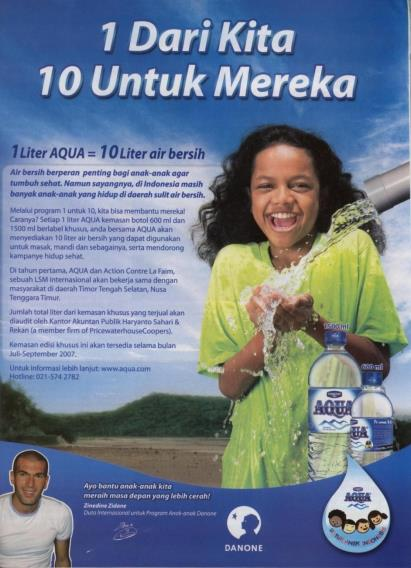 1 Dari Kita
10 Untuk Mereka
1 Liter AQUA = 10 Liter air bersih
Air bersih berperan penting bagi anak-anak agar
tumbuh sehat. Namun sayangnya, di Indonesia masih
banyak anak-anak yang hidup di daerah sulit air bersih.
Melalui program 1 untuk 10, kita bisa membantu mereka!
Caranya? Setiap 1 liter AQUA kemasan botol 600 ml dan
1500 ml berlabel khusus, anda bersama AQUA akan
menyediakan 10 liter air bersih yang dapat digunakan
untuk masak, mandi dan sebagainya, serta mendorong
kampanye hidup sehat.
Di tahun pertama, AQUA dan Action Contre La Faim,
sebuah LSM Internasional akan bekerja sama dengan
masyarakat di daerah Timor Tengah Selatan, Nusa
Tenggara Timur.
Jumlah total liter dari kemasan khusus yang terjual akan
diaudit oleh Kantor Akuntan Publik Haryanto Sahari &
Rekan (a member firm of PricewaterhouseCoopers).
Kemasan edisi khusus ini akan tersedia selama bulan
Juli-September 2007.
Untuk informasi lebih lanjut: www.aqua.com
Hotline: 021-574 2782
1500 ml
600 ml
AQUA
AQUA
Ayo bantu anak-anak kita
meraih masa depan yang lebih cerah!
Zinedine Zidane
Duta Internasional untuk Program Anak-anak Danone
DANONE
AQUA